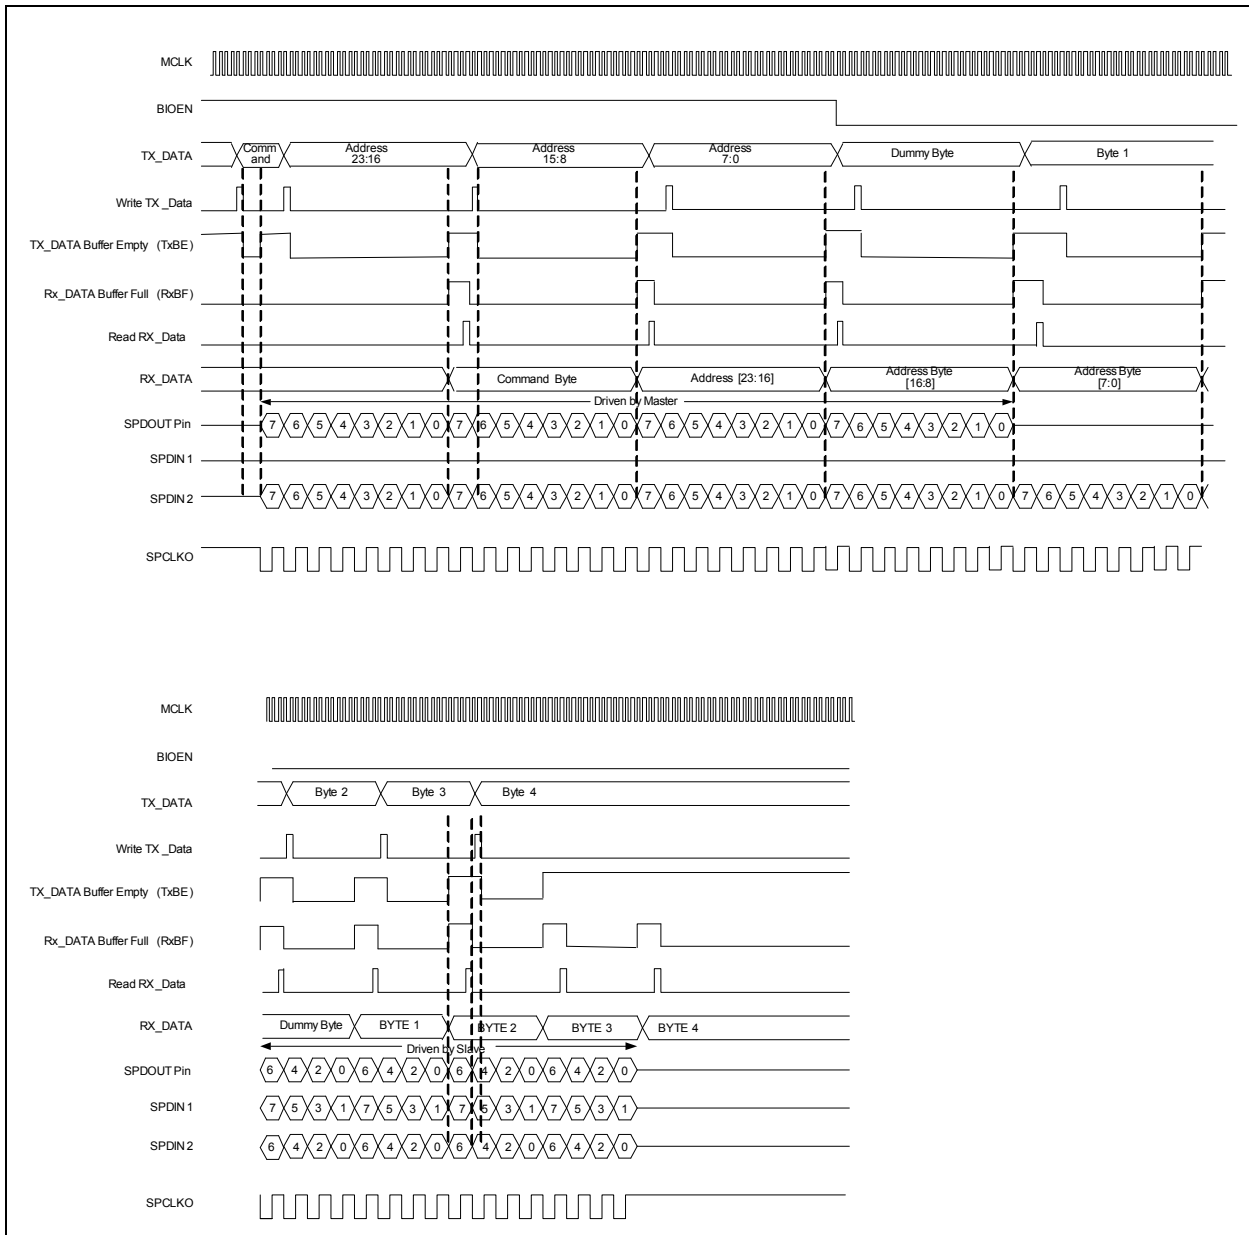 MCLK
BIOEN
TX_DATA Comm and Address 23:16 Address 15:8 Address 7:0 Dummy Byte Byte 1
Write TX_Data
TX_DATA Buffer Empty (TxBE)
Rx_DATA Buffer Full (RxBF)
Read RX_Data
RX_DATA Command Byte Address [23:16] Address Byte [16:8] Address Byte [7:0]
Driven by Master
SPDOUT Pin 7 6 5 4 3 2 1 0 7 6 5 4 3 2 1 0 7 6 5 4 3 2 1 0 7 6 5 4 3 2 1 0
SPDIN 1
SPDIN 2 7 6 5 4 3 2 1 0 7 6 5 4 3 2 1 0 7 6 5 4 3 2 1 0 7 6 5 4 3 2 1 0 7 6 5 4 3 2 1 0
SPCLKO
MCLK
BIOEN
TX_DATA Byte 2 Byte 3 Byte 4
Write TX_Data
TX_DATA Buffer Empty (TxBE)
Rx_DATA Buffer Full (RxBF)
Read RX_Data
RX_DATA Dummy Byte BYTE 1 BYTE 2 BYTE 3 BYTE 4
Driven by Slave
SPDOUT Pin 6 4 2 0 6 4 2 0 6 4 2 0 6 4 2 0
SPDIN 1 7 5 3 1 7 5 3 1 7 5 3 1 7 5 3 1
SPDIN 2 6 4 2 0 6 4 2 0 6 4 2 0 6 4 2 0
SPCLKO